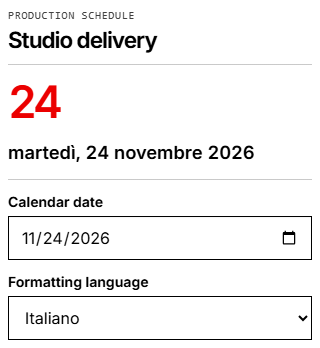 PRODUCTION SCHEDULE
Studio delivery
24
martedì, 24 novembre 2026
Calendar date
11/24/2026
Formatting language
Italiano